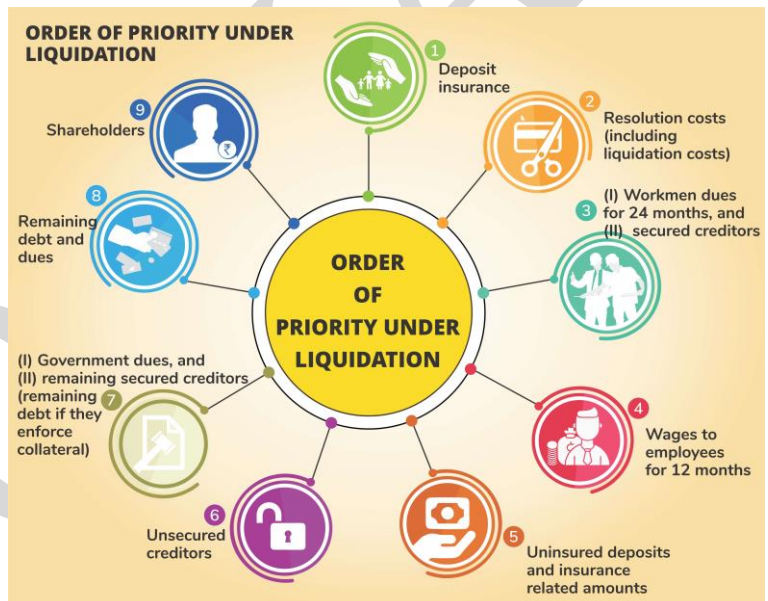 ORDER OF PRIORITY UNDER
LIQUIDATION
1
Deposit
insurance
2
Resolution costs
(including
liquidation costs)
3
(I) Workmen dues
for 24 months, and
(II) secured creditors
4
Wages to
employees
for 12 months
5
Uninsured deposits
and insurance
related amounts
6
Unsecured
creditors
(I) Government dues, and
(II) remaining secured creditors
(remaining
debt if they
enforce
collateral)
7
8
Remaining
debt and
dues
9
Shareholders
₹
ORDER
OF
PRIORITY UNDER
LIQUIDATION